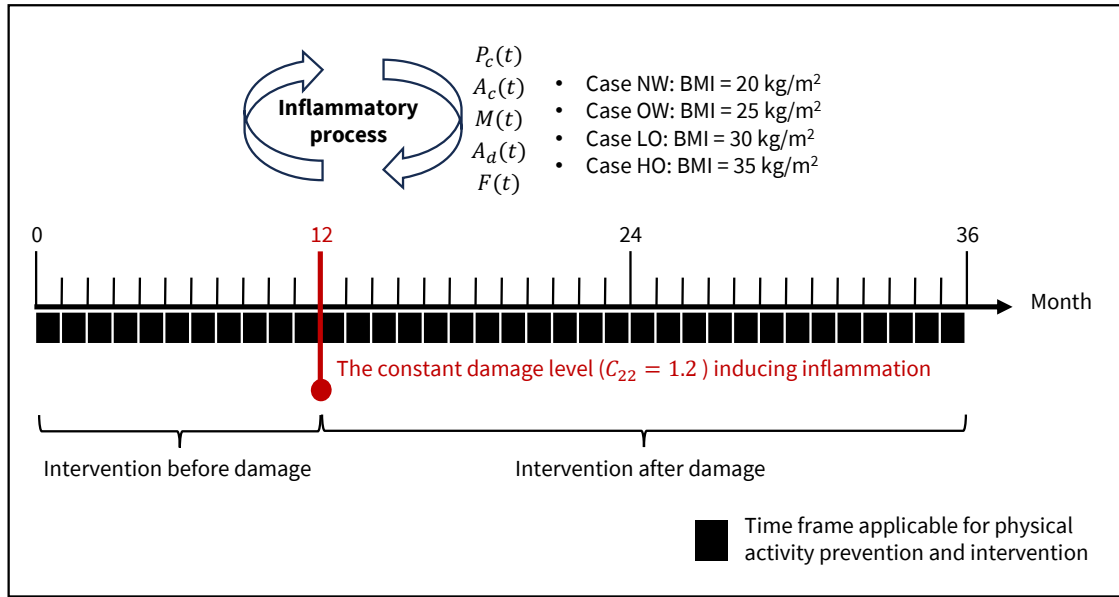 Inflammatory
process
P_c(t)
A_c(t)
M(t)
A_d(t)
F(t)
• Case NW: BMI = 20 kg/m²
• Case OW: BMI = 25 kg/m²
• Case LO: BMI = 30 kg/m²
• Case HO: BMI = 35 kg/m²
0 12 24 36
Month
The constant damage level (C₂₂ = 1.2 ) inducing inflammation
Intervention before damage
Intervention after damage
Time frame applicable for physical
activity prevention and intervention